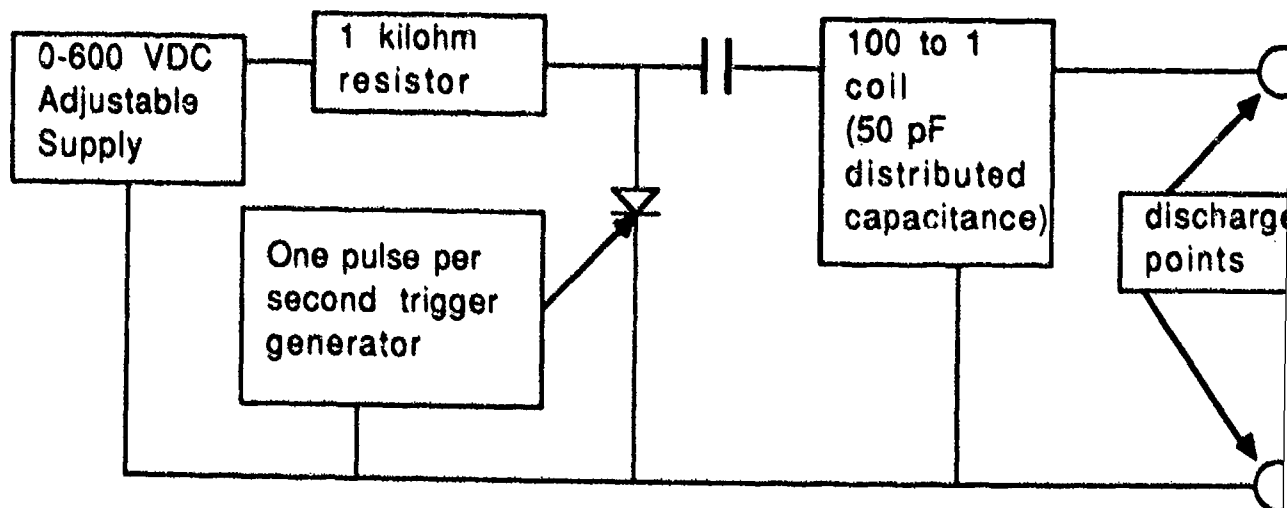 0-600 VDC
Adjustable
Supply
1 kilohm
resistor
100 to 1
coil
(50 pF
distributed
capacitance)
One pulse per
second trigger
generator
discharge
points